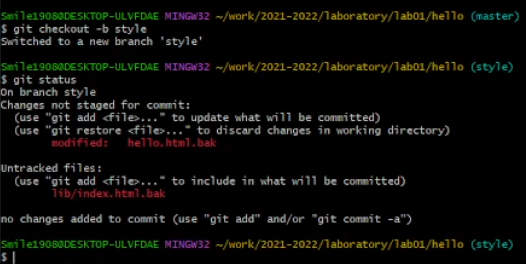 Smile1908@DESKTOP-ULVFDAE MINGW32 ~/work/2021-2022/laboratory/lab01/hello (master)
$ git checkout -b style
Switched to a new branch 'style'
Smile1908@DESKTOP-ULVFDAE MINGW32 ~/work/2021-2022/laboratory/lab01/hello (style)
$ git status
On branch style
Changes not staged for commit:
(use "git add <file>..." to update what will be committed)
(use "git restore <file>..." to discard changes in working directory)
modified: hello.html.bak
Untracked files:
(use "git add <file>..." to include in what will be committed)
lib/index.html.bak
no changes added to commit (use "git add" and/or "git commit -a")
Smile1908@DESKTOP-ULVFDAE MINGW32 ~/work/2021-2022/laboratory/lab01/hello (style)
$